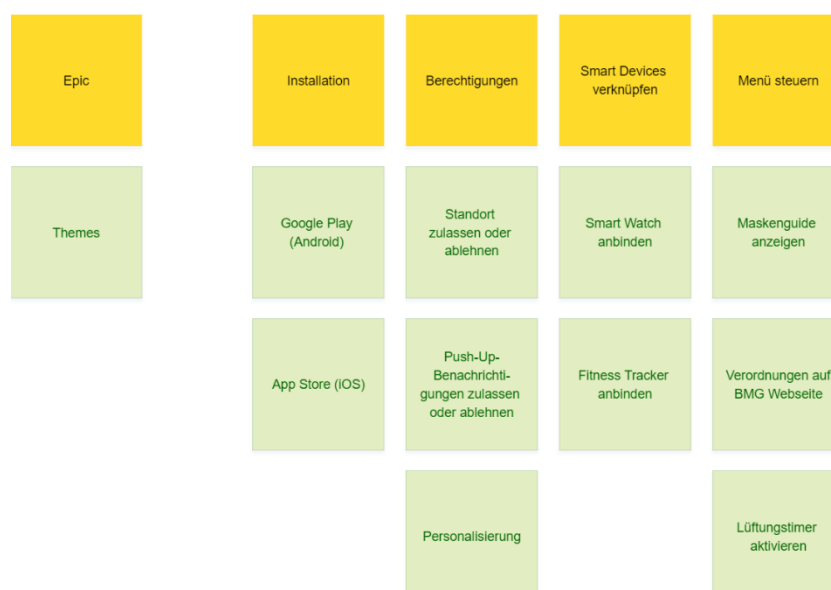 Epic
Installation
Berechtigungen
Smart Devices
verknüpfen
Menü steuern
Themes
Google Play
(Android)
Standort
zulassen oder
ablehnen
Smart Watch
anbinden
Maskenguide
anzeigen
App Store (iOS)
Push-Up-
Benachrichti-
gungen zulassen
oder ablehnen
Fitness Tracker
anbinden
Verordnungen auf
BMG Webseite
Personalisierung
Lüftungstimer
aktivieren